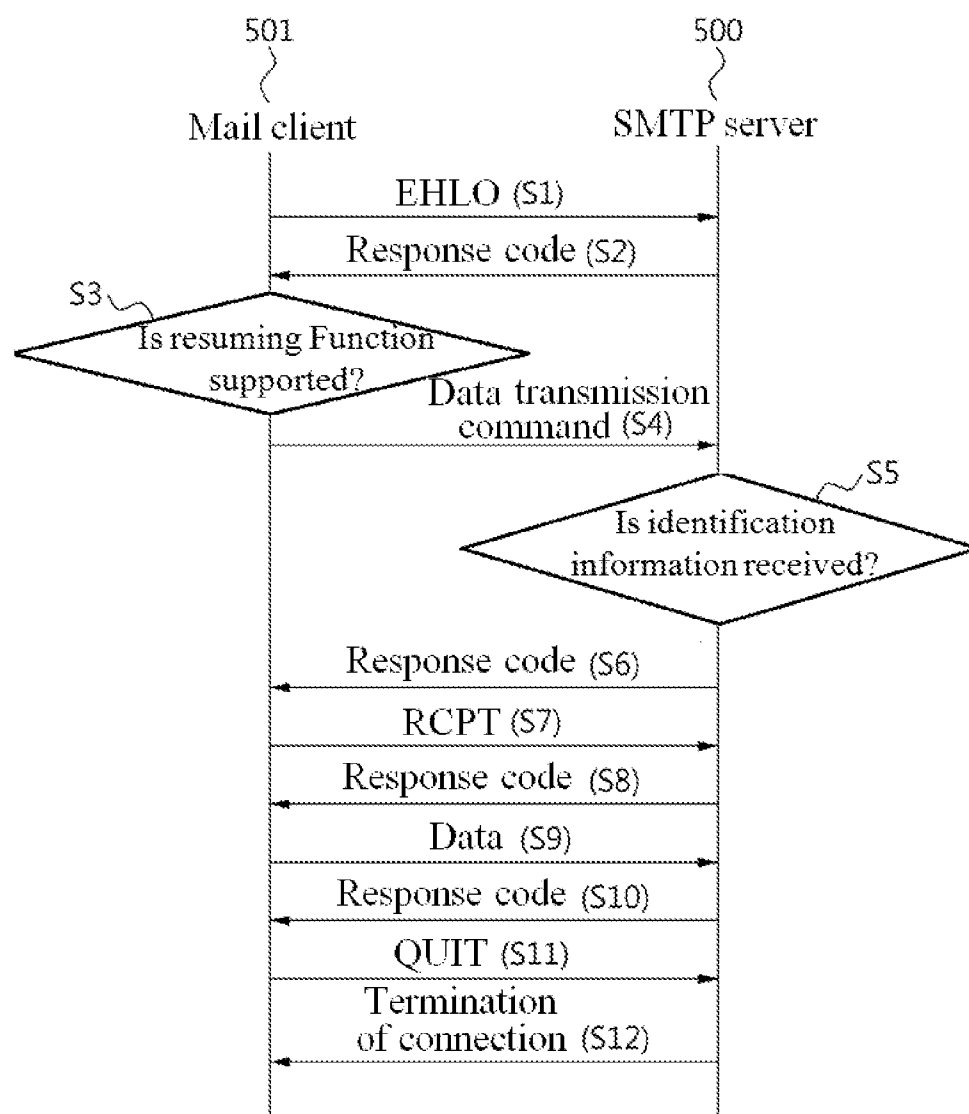 501
500
Mail client
SMTP server
EHLO (S1)
Response code (S2)
S3
Is resuming Function
supported?
Data transmission
command (S4)
S5
Is identification
information received?
Response code (S6)
RCPT (S7)
Response code (S8)
Data (S9)
Response code (S10)
QUIT (S11)
Termination
of connection (S12)